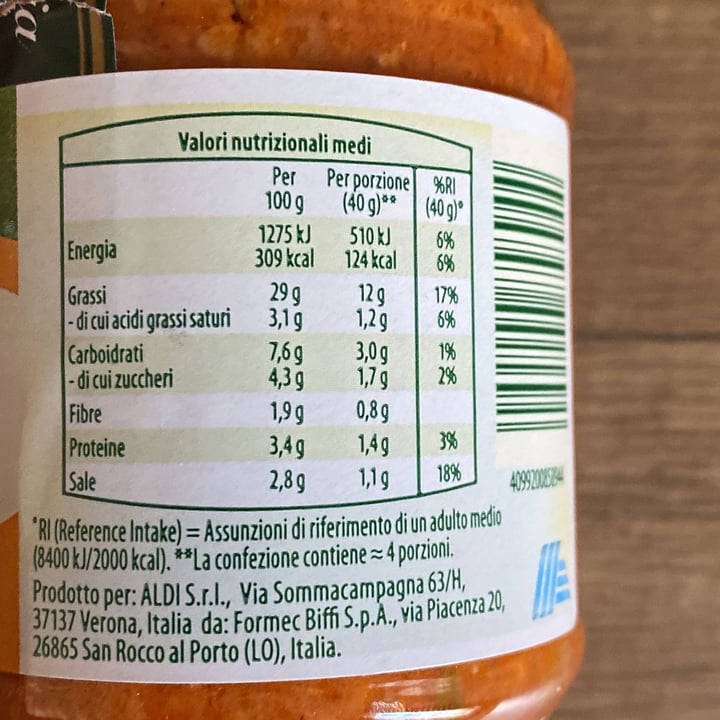 ia
Valori nutrizionali medi
Per 100 g Per porzione (40 g)** %RI (40 g)*
Energia 1275 kJ 510 kJ 6%
309 kcal 124 kcal 6%
Grassi 29 g 12 g 17%
- di cui acidi grassi saturi 3,1 g 1,2 g 6%
Carboidrati 7,6 g 3,0 g 1%
- di cui zuccheri 4,3 g 1,7 g 2%
Fibre 1,9 g 0,8 g
Proteine 3,4 g 1,4 g 3%
Sale 2,8 g 1,1 g 18%
*RI (Reference Intake) = Assunzioni di riferimento di un adulto medio
(8400 kJ/2000 kcal). **La confezione contiene ≈ 4 porzioni.
Prodotto per: ALDI S.r.l., Via Sommacampagna 63/H,
37137 Verona, Italia da: Formec Biffi S.p.A., via Piacenza 20,
26865 San Rocco al Porto (LO), Italia.